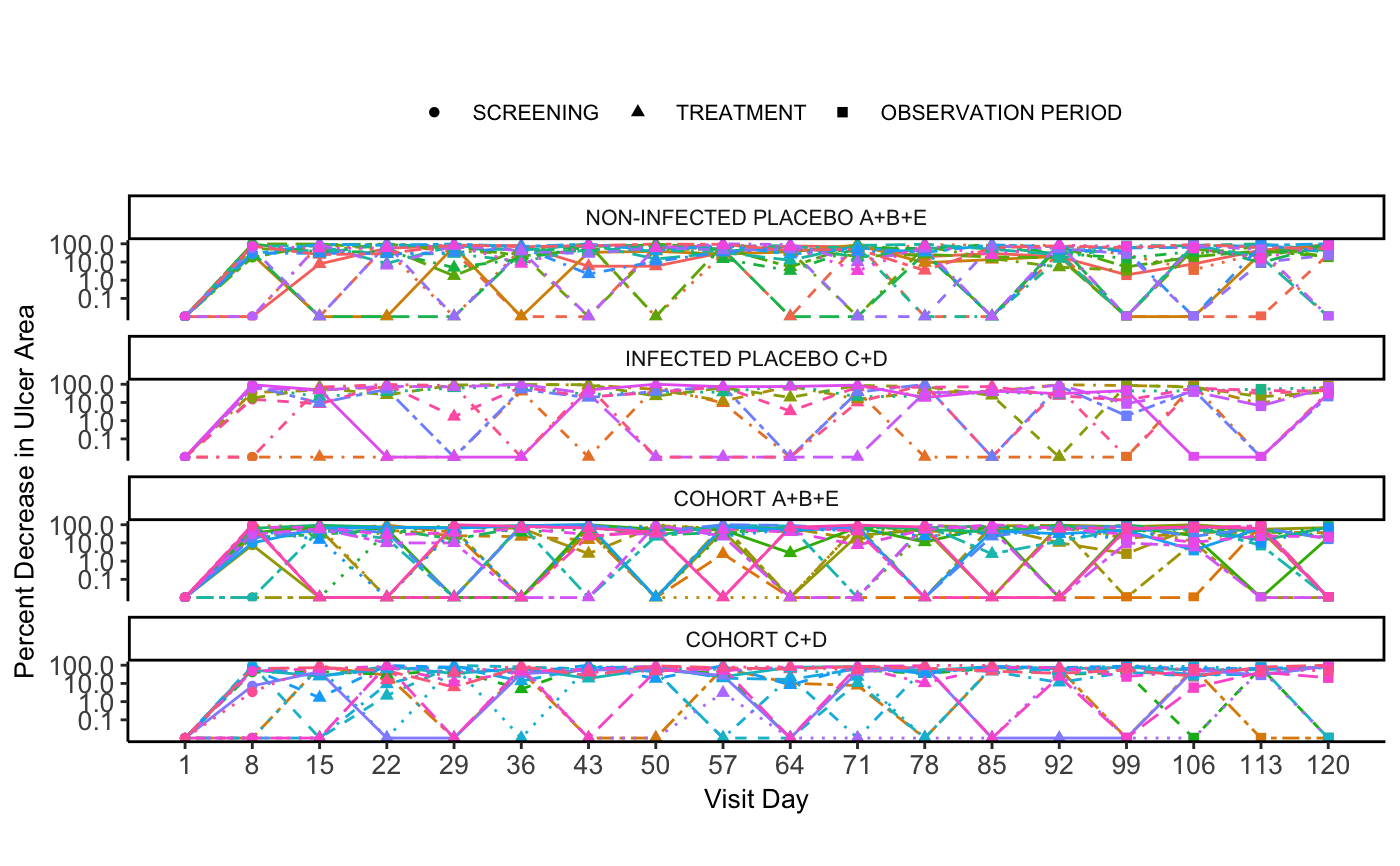 SCREENING TREATMENT OBSERVATION PERIOD
NON-INFECTED PLACEBO A+B+E
100.0
10.0
1.0
0.1
INFECTED PLACEBO C+D
100.0
10.0
1.0
0.1
COHORT A+B+E
100.0
10.0
1.0
0.1
COHORT C+D
100.0
10.0
1.0
0.1
Percent Decrease in Ulcer Area
1 8 15 22 29 36 43 50 57 64 71 78 85 92 99 106 113 120
Visit Day